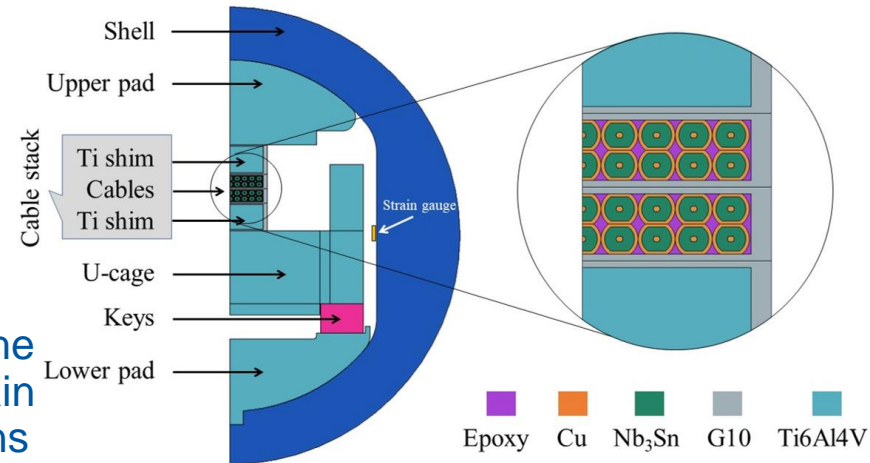 Shell
Upper pad
Cable stack
Ti shim
Cables
Ti shim
Strain gauge
U-cage
Keys
Lower pad
Epoxy
Cu
Nb₃Sn
G10
Ti6Al4V